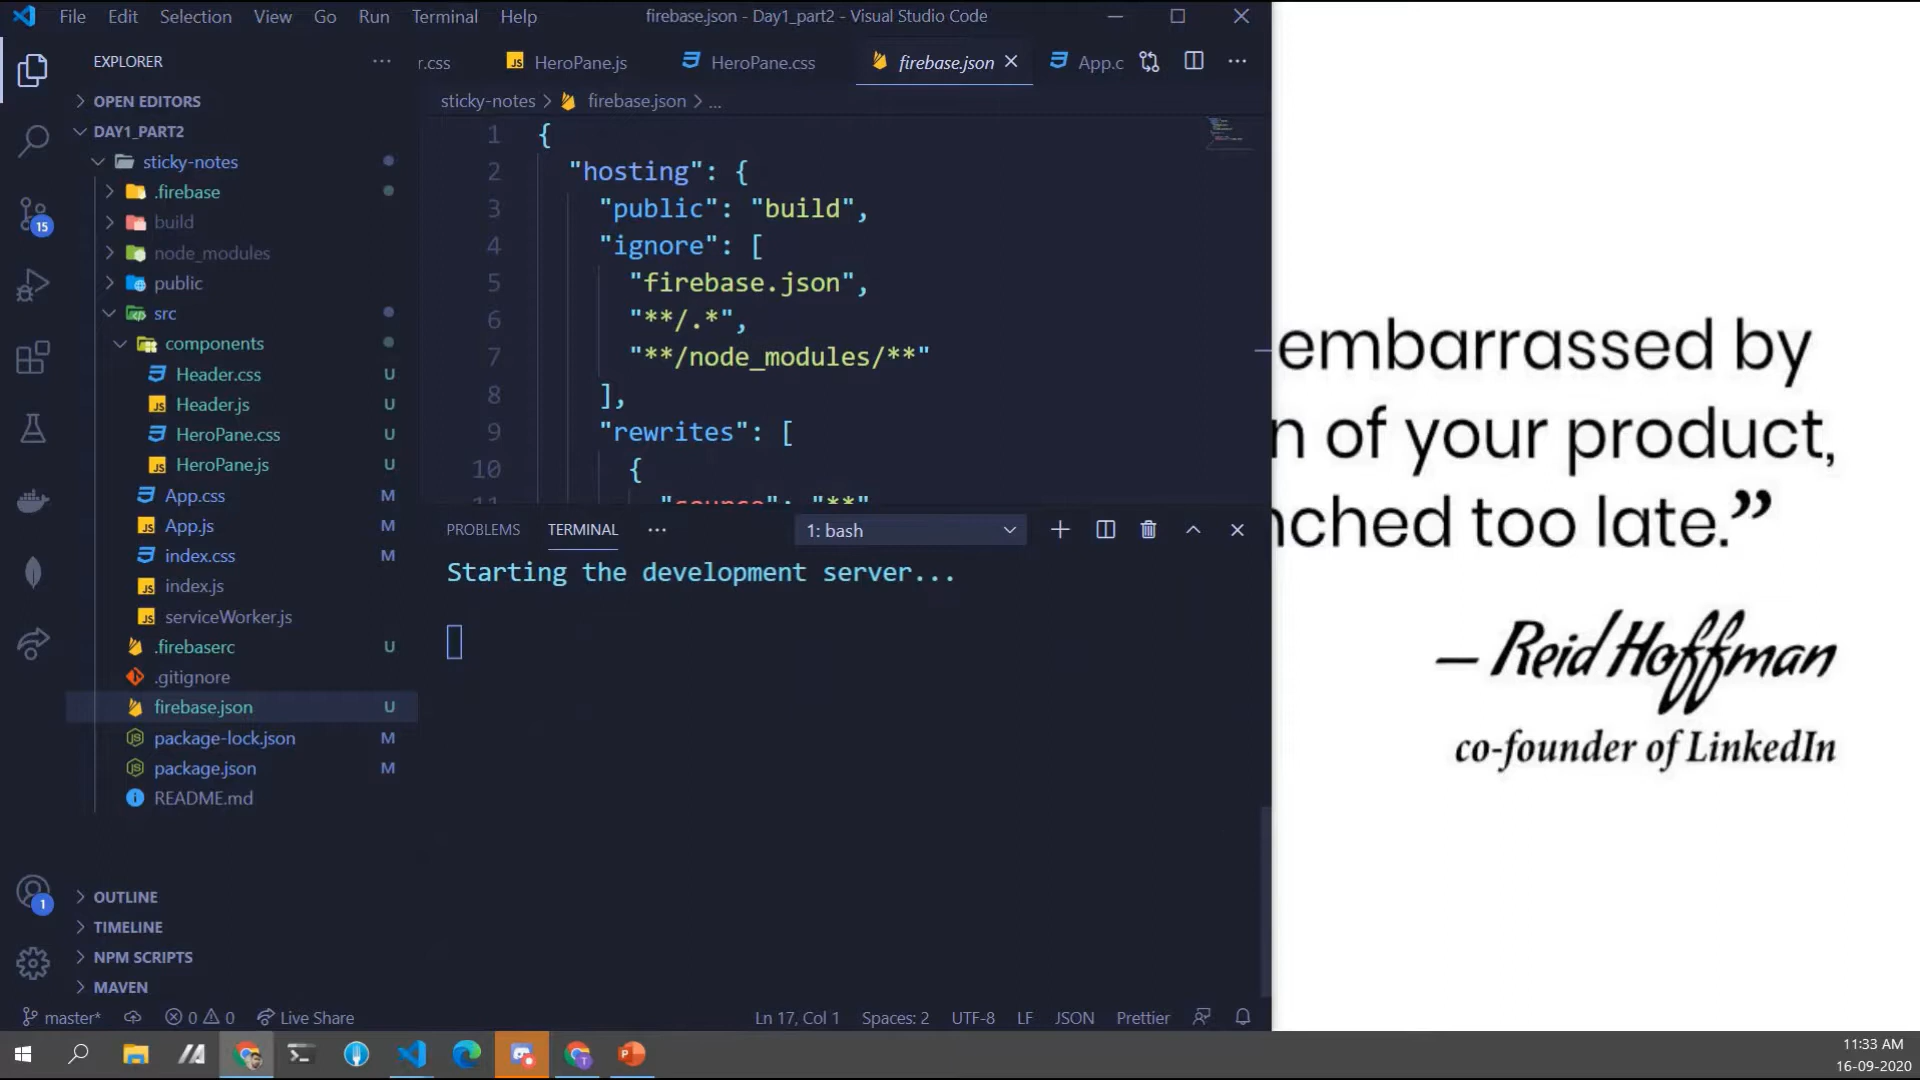 File Edit Selection View Go Run Terminal Help
firebase.json - Day1_part2 - Visual Studio Code
EXPLORER
r.css HeroPane.js HeroPane.css firebase.json App.c
OPEN EDITORS
sticky-notes > firebase.json > ...
DAY1_PART2
sticky-notes
.firebase
build
node_modules
public
src
components
Header.css U
Header.js U
HeroPane.css U
HeroPane.js U
App.css M
App.js M
index.css M
index.js
serviceWorker.js
.firebaserc U
.gitignore
firebase.json U
package-lock.json M
package.json M
README.md
OUTLINE
TIMELINE
NPM SCRIPTS
MAVEN
15
1
1 {
2 "hosting": {
3 "public": "build",
4 "ignore": [
5 "firebase.json",
6 "**/.*",
7 "**/node_modules/**"
8 ],
9 "rewrites": [
10 {
11 "source": "**"
PROBLEMS TERMINAL 1: bash
Starting the development server...
master* 0 0 Live Share Ln 17, Col 1 Spaces: 2 UTF-8 LF JSON Prettier
embarrassed by
n of your product,
nched too late.”
– Reid Hoffman
co-founder of LinkedIn
11:33 AM
16-09-2020